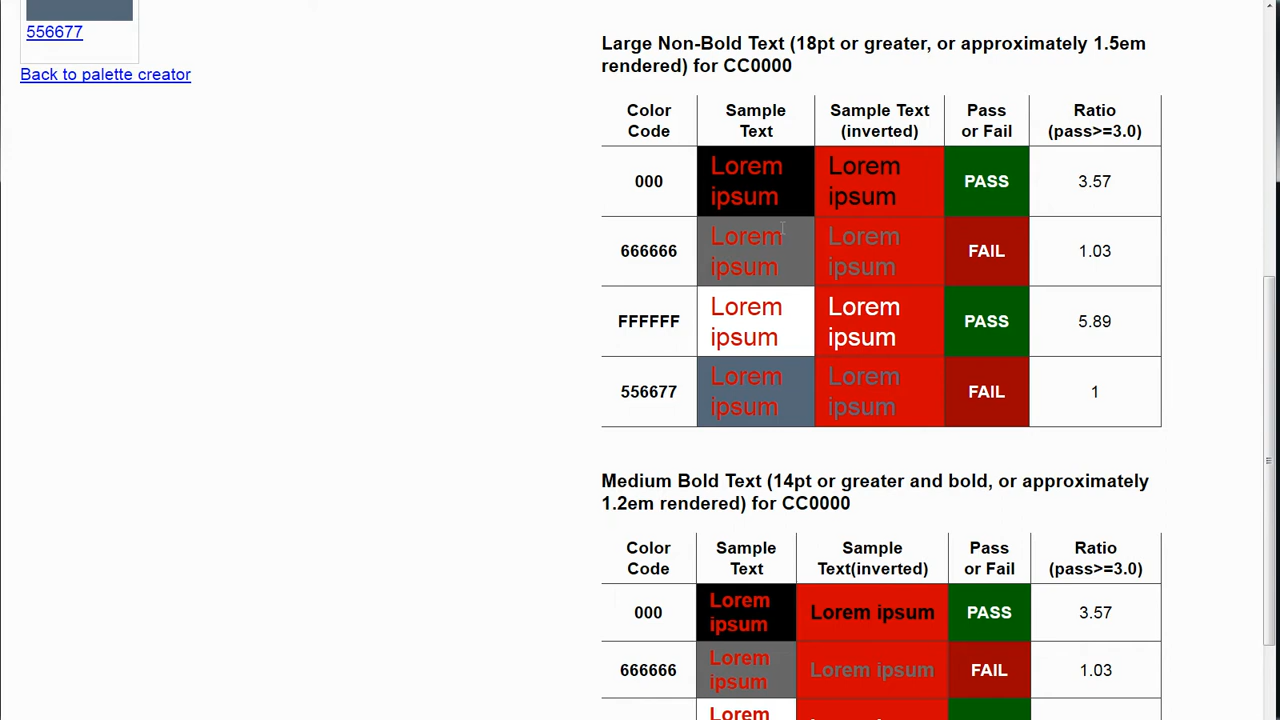 556677
Back to palette creator
Large Non-Bold Text (18pt or greater, or approximately 1.5em
rendered) for CC0000
Color
Code
Sample
Text
Sample Text
(inverted)
Pass
or Fail
Ratio
(pass>=3.0)
000
Lorem
ipsum
Lorem
ipsum
PASS
3.57
666666
Lorem
ipsum
Lorem
ipsum
FAIL
1.03
FFFFFF
Lorem
ipsum
Lorem
ipsum
PASS
5.89
556677
Lorem
ipsum
Lorem
ipsum
FAIL
1
Medium Bold Text (14pt or greater and bold, or approximately
1.2em rendered) for CC0000
Color
Code
Sample
Text
Sample
Text(inverted)
Pass
or Fail
Ratio
(pass>=3.0)
000
Lorem
ipsum
Lorem ipsum
PASS
3.57
666666
Lorem
ipsum
Lorem ipsum
FAIL
1.03
Lorem